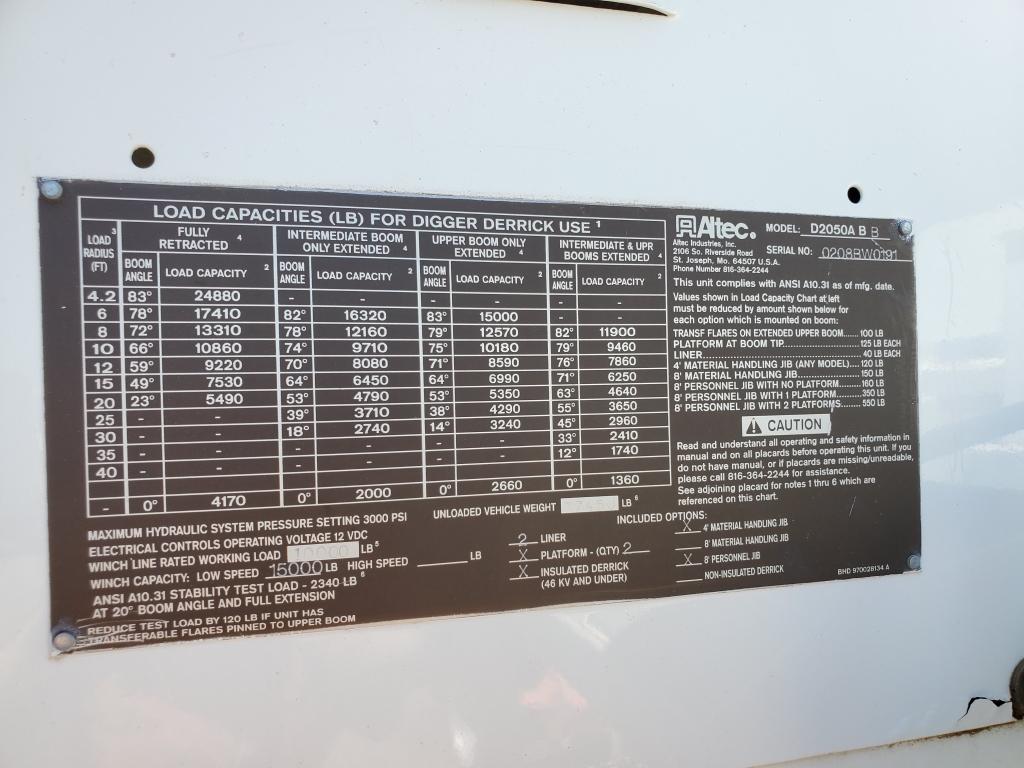 LOAD CAPACITIES (LB) FOR DIGGER DERRICK USE 1
LOAD 3 RADIUS (FT) | FULLY RETRACTED 4 | INTERMEDIATE BOOM ONLY EXTENDED 4 | UPPER BOOM ONLY EXTENDED 4 | INTERMEDIATE & UPR BOOMS EXTENDED 4
BOOM ANGLE | LOAD CAPACITY 2 | BOOM ANGLE | LOAD CAPACITY 2 | BOOM ANGLE | LOAD CAPACITY 2 | BOOM ANGLE | LOAD CAPACITY 2
4.2 83° 24880 - - - - - -
6 78° 17410 82° 16320 83° 15000 - -
8 72° 13310 78° 12160 79° 12570 82° 11900
10 66° 10860 74° 9710 75° 10180 79° 9460
12 59° 9220 70° 8080 71° 8590 76° 7860
15 49° 7530 64° 6450 64° 6990 71° 6250
20 23° 5490 53° 4790 53° 5350 63° 4640
25 - - 39° 3710 38° 4290 55° 3650
30 - - 18° 2740 14° 3240 45° 2960
35 - - - - - - 33° 2410
40 - - - - - - 12° 1740
- 0° 4170 0° 2000 0° 2660 0° 1360
MAXIMUM HYDRAULIC SYSTEM PRESSURE SETTING 3000 PSI
UNLOADED VEHICLE WEIGHT LB 6
ELECTRICAL CONTROLS OPERATING VOLTAGE 12 VDC
WINCH LINE RATED WORKING LOAD 10000 LB 5
WINCH CAPACITY: LOW SPEED 15000 LB HIGH SPEED LB
ANSI A10.31 STABILITY TEST LOAD - 2340 LB 6
AT 20° BOOM ANGLE AND FULL EXTENSION
REDUCE TEST LOAD BY 120 LB IF UNIT HAS
TRANSFERABLE FLARES PINNED TO UPPER BOOM
INCLUDED OPTIONS:
2 LINER
X PLATFORM - (QTY) 2
X INSULATED DERRICK
(46 KV AND UNDER)
X 4' MATERIAL HANDLING JIB
8' MATERIAL HANDLING JIB
X 8' PERSONNEL JIB
NON-INSULATED DERRICK
BHD 970028134 A
Altec.
MODEL: D2050A B B
Altec Industries, Inc.
2106 So. Riverside Road
St. Joseph, Mo. 64507 U.S.A.
Phone Number 816-364-2244
SERIAL NO: 0208BW0191
This unit complies with ANSI A10.31 as of mfg. date.
Values shown in Load Capacity Chart at left
must be reduced by amount shown below for
each option which is mounted on boom:
TRANSF FLARES ON EXTENDED UPPER BOOM...... 100 LB
PLATFORM AT BOOM TIP...................... 125 LB EACH
LINER..................................... 40 LB EACH
4' MATERIAL HANDLING JIB (ANY MODEL).... 120 LB
8' MATERIAL HANDLING JIB.................. 150 LB
8' PERSONNEL JIB WITH NO PLATFORM....... 160 LB
8' PERSONNEL JIB WITH 1 PLATFORM......... 350 LB
8' PERSONNEL JIB WITH 2 PLATFORMS....... 550 LB
CAUTION
Read and understand all operating and safety information in
manual and on all placards before operating this unit. If you
do not have manual, or if placards are missing/unreadable,
please call 816-364-2244 for assistance.
See adjoining placard for notes 1 thru 6 which are
referenced on this chart.